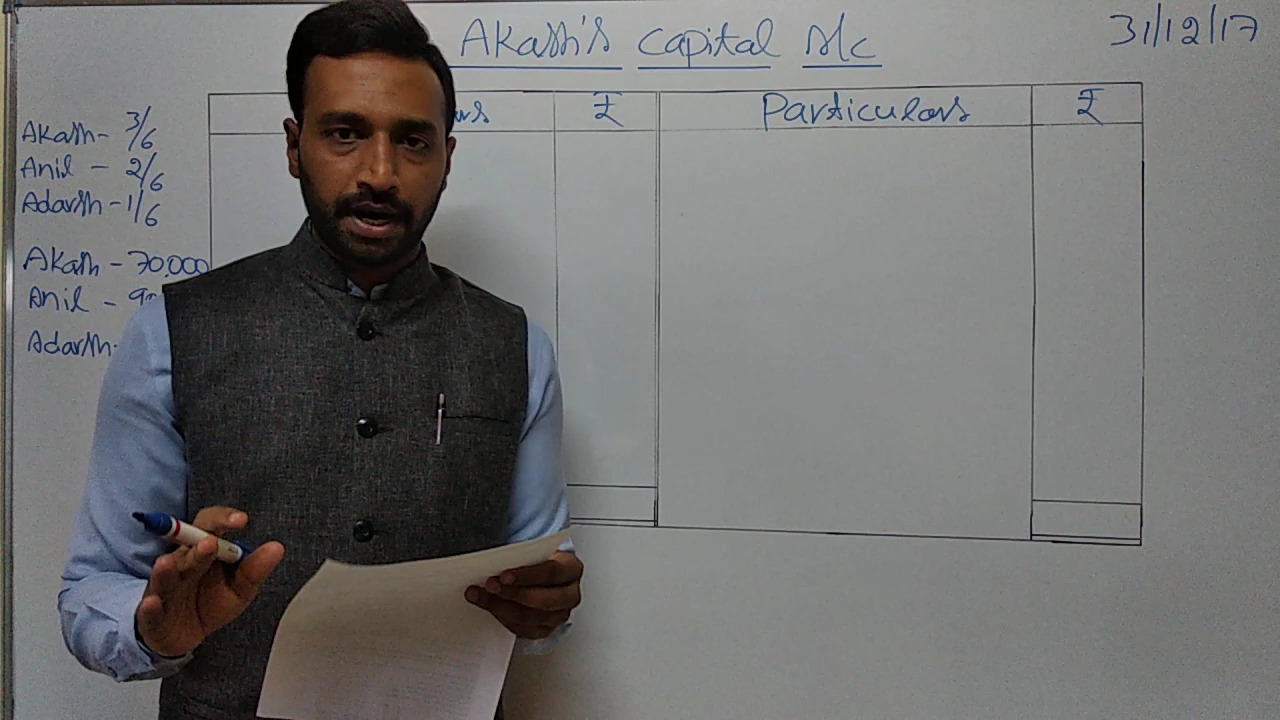 Akash's Capital A/c
31/12/17
₹ Particulars ₹
Akash - 3/6
Anil - 2/6
Adarsh - 1/6
Akash - 70,000
Anil -
Adarsh -